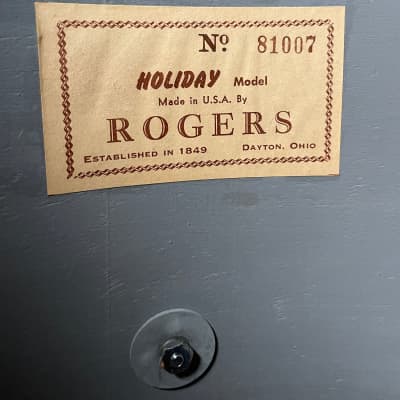 Nº 81007
HOLIDAY Model
Made in U.S.A. By
ROGERS
ESTABLISHED IN 1849 DAYTON, OHIO